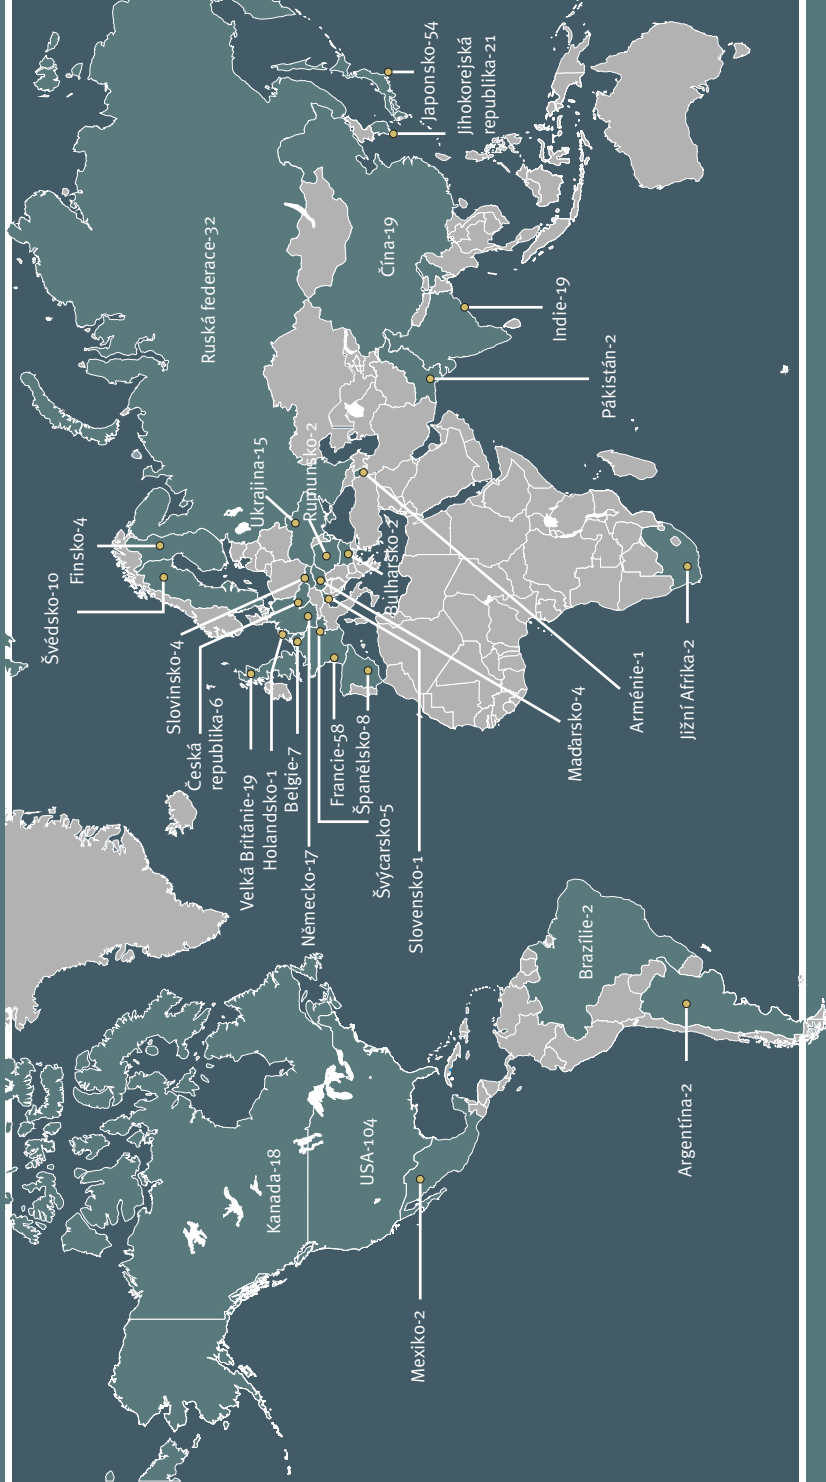 Švédsko-10
Finsko-4
Slovinsko-4
Česká
republika-6
Ruská federace-32
Velká Británie-19
Ukrajina-15
Holandsko-1
Kanada-18
Belgie-7
Německo-17
Rumunsko-2
Francie-58
Španělsko-8
USA-104
Švýcarsko-5
Čína-19
Bulharsko-2
Slovensko-1
Mexiko-2
Japonsko-54
Jihokorejská
republika-21
Indie-19
Maďarsko-4
Brazílie-2
Pákistán-2
Arménie-1
Argentína-2
Jižní Afrika-2